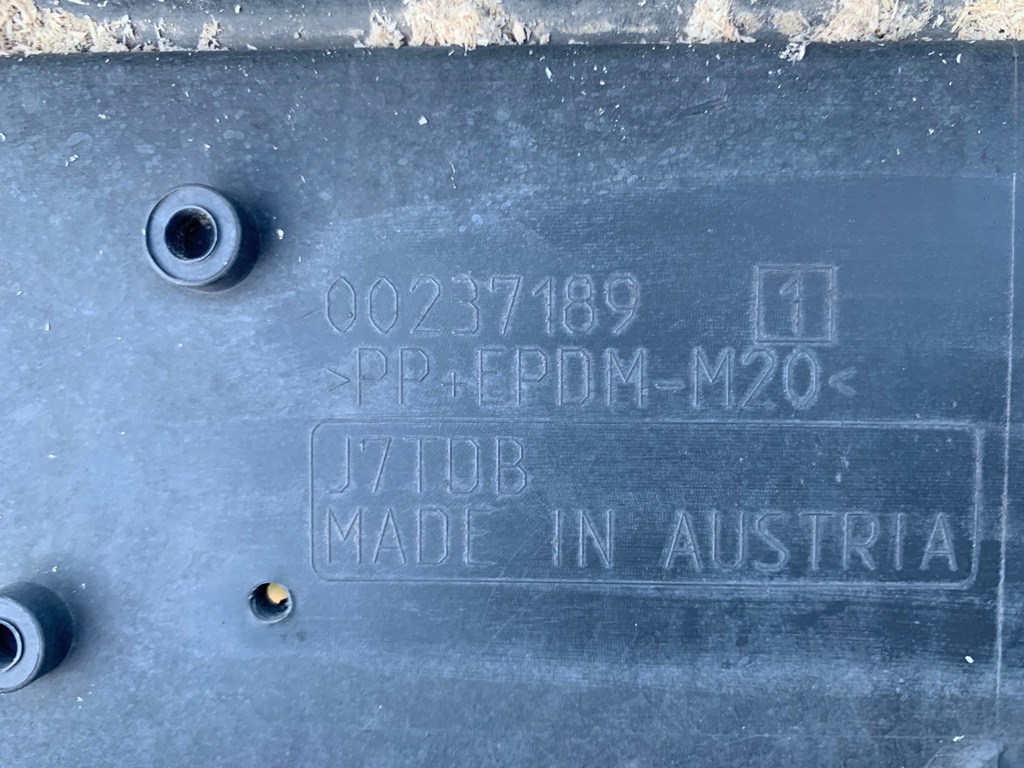 00237189 1
>PP+EPDM-M20<
J7TDB
MADE IN AUSTRIA